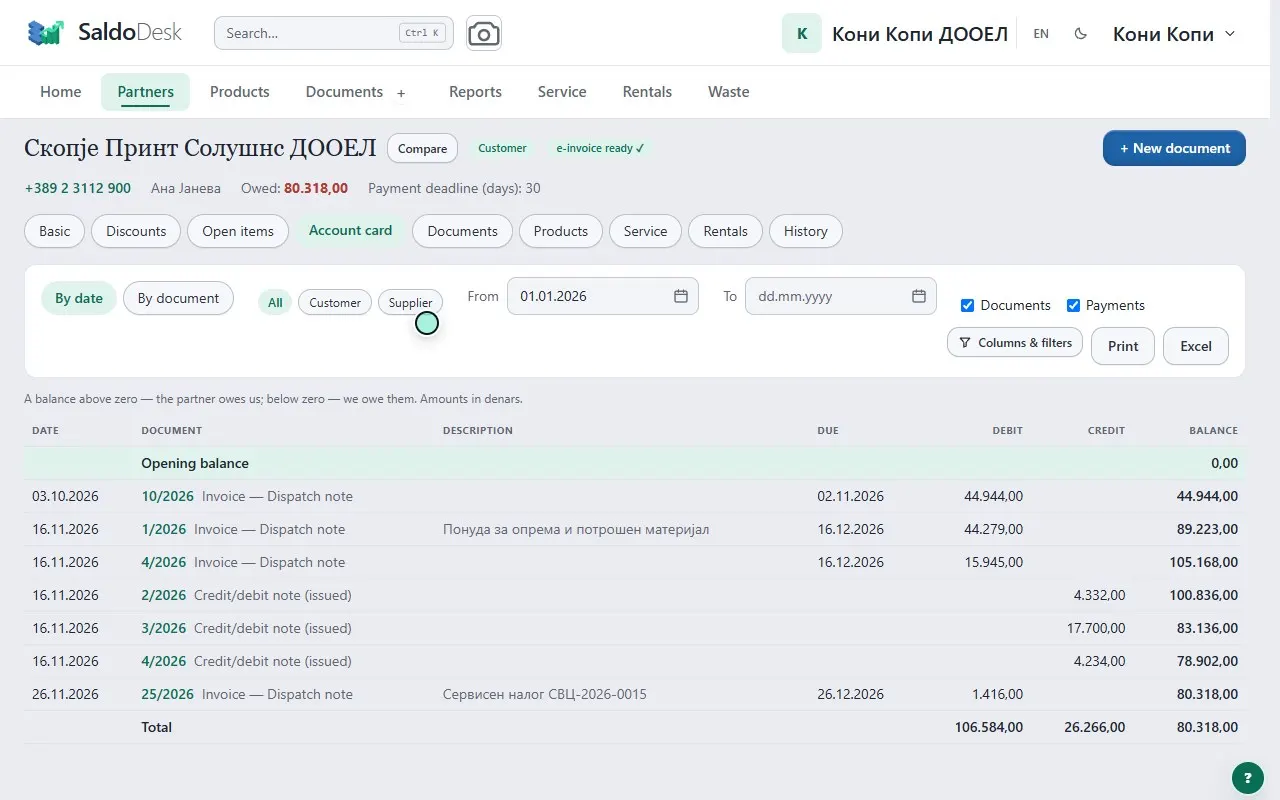 SaldoDesk Search... Ctrl K K Кони Копи ДООЕЛ EN Кони Копи
Home Partners Products Documents + Reports Service Rentals Waste
Скопје Принт Солушнс ДООЕЛ Compare Customer e-invoice ready ✓ + New document
+389 2 3112 900 Ана Јанева Owed: 80.318,00 Payment deadline (days): 30
Basic Discounts Open items Account card Documents Products Service Rentals History
By date By document All Customer Supplier From 01.01.2026 To dd.mm.yyyy Documents Payments
Columns & filters Print Excel
A balance above zero — the partner owes us; below zero — we owe them. Amounts in denars.
DATE DOCUMENT DESCRIPTION DUE DEBIT CREDIT BALANCE
Opening balance 0,00
03.10.2026 10/2026 Invoice — Dispatch note 02.11.2026 44.944,00 44.944,00
16.11.2026 1/2026 Invoice — Dispatch note Понуда за опрема и потрошен материјал 16.12.2026 44.279,00 89.223,00
16.11.2026 4/2026 Invoice — Dispatch note 16.12.2026 15.945,00 105.168,00
16.11.2026 2/2026 Credit/debit note (issued) 4.332,00 100.836,00
16.11.2026 3/2026 Credit/debit note (issued) 17.700,00 83.136,00
16.11.2026 4/2026 Credit/debit note (issued) 4.234,00 78.902,00
26.11.2026 25/2026 Invoice — Dispatch note Сервисен налог СВЦ-2026-0015 26.12.2026 1.416,00 80.318,00
Total 106.584,00 26.266,00 80.318,00
?